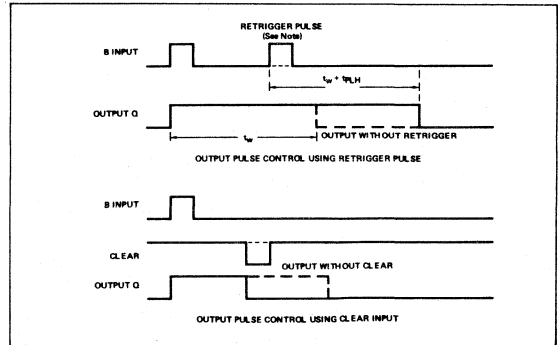 RETRIGGER PULSE
(See Note)
B INPUT
tw + tPLH
OUTPUT Q
tw
OUTPUT WITHOUT RETRIGGER
OUTPUT PULSE CONTROL USING RETRIGGER PULSE
B INPUT
CLEAR
OUTPUT WITHOUT CLEAR
OUTPUT Q
OUTPUT PULSE CONTROL USING CLEAR INPUT